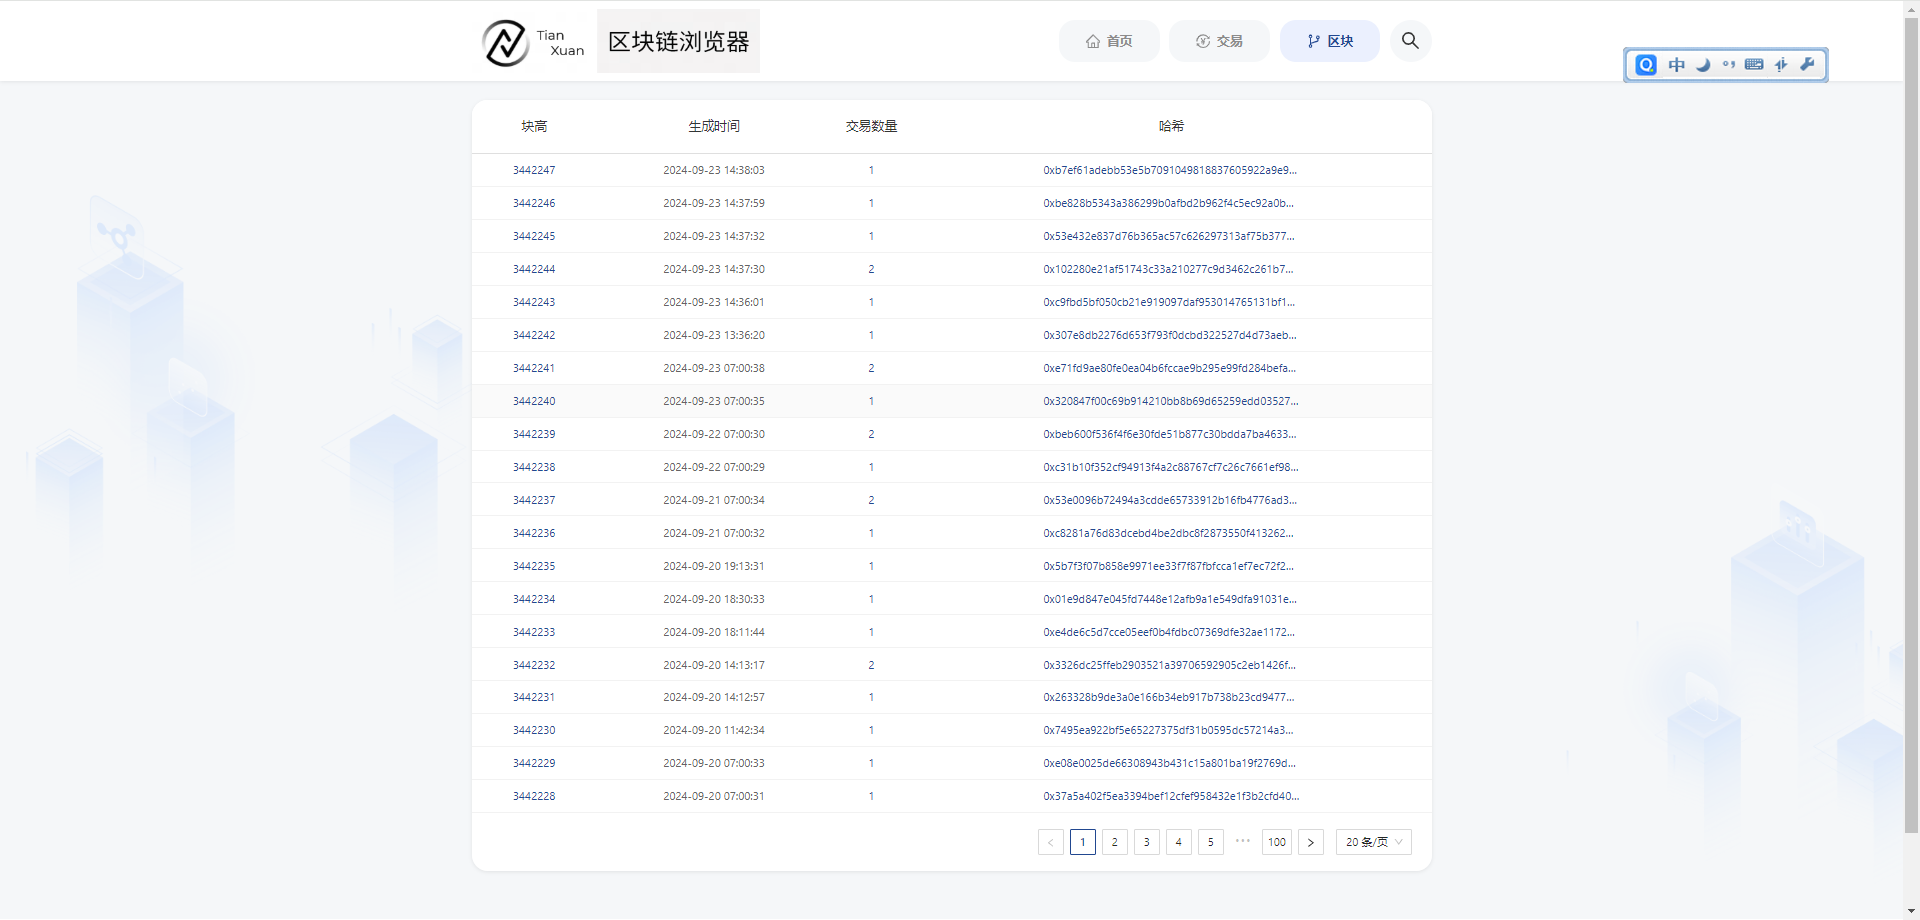 Tian
Xuan
区块链浏览器
首页 交易 区块
中
块高 生成时间 交易数量 哈希
3442247 2024-09-23 14:38:03 1 0xb7ef61adebb53e5b7091049818837605922a9e9...
3442246 2024-09-23 14:37:59 1 0xbe828b5343a386299b0afbd2b962f4c5ec92a0b...
3442245 2024-09-23 14:37:32 1 0x53e432e837d76b365ac57c626297313af75b377...
3442244 2024-09-23 14:37:30 2 0x102280e21af51743c33a210277c9d3462c261b7...
3442243 2024-09-23 14:36:01 1 0xc9fbd5bf050cb21e919097daf953014765131bf1...
3442242 2024-09-23 13:36:20 1 0x307e8db2276d653f793f0dcbd322527d4d73aeb...
3442241 2024-09-23 07:00:38 2 0xe71fd9ae80fe0ea04b6fccae9b295e99fd284befa...
3442240 2024-09-23 07:00:35 1 0x320847f00c69b914210bb8b69d65259edd03527...
3442239 2024-09-22 07:00:30 2 0xbeb600f536f4f6e30fde51b877c30bdda7ba4633...
3442238 2024-09-22 07:00:29 1 0xc31b10f352cf94913f4a2c88767cf7c26c7661ef98...
3442237 2024-09-21 07:00:34 2 0x53e0096b72494a3cdde65733912b16fb4776ad3...
3442236 2024-09-21 07:00:32 1 0xc8281a76d83dcebd4be2dbc8f2873550f413262...
3442235 2024-09-20 19:13:31 1 0x5b7f3f07b858e9971ee33f7f87fbfcca1ef7ec72f2...
3442234 2024-09-20 18:30:33 1 0x01e9d847e045fd7448e12afb9a1e549dfa91031e...
3442233 2024-09-20 18:11:44 1 0xe4de6c5d7cce05eef0b4fdbc07369dfe32ae1172...
3442232 2024-09-20 14:13:17 2 0x3326dc25ffeb2903521a39706592905c2eb1426f...
3442231 2024-09-20 14:12:57 1 0x263328b9de3a0e166b34eb917b738b23cd9477...
3442230 2024-09-20 11:42:34 1 0x7495ea922bf5e65227375df31b0595dc57214a3...
3442229 2024-09-20 07:00:33 1 0xe08e0025de66308943b431c15a801ba19f2769d...
3442228 2024-09-20 07:00:31 1 0x37a5a402f5ea3394bef12cfef958432e1f3b2cfd40...
< 1 2 3 4 5 ••• 100 > 20 条/页